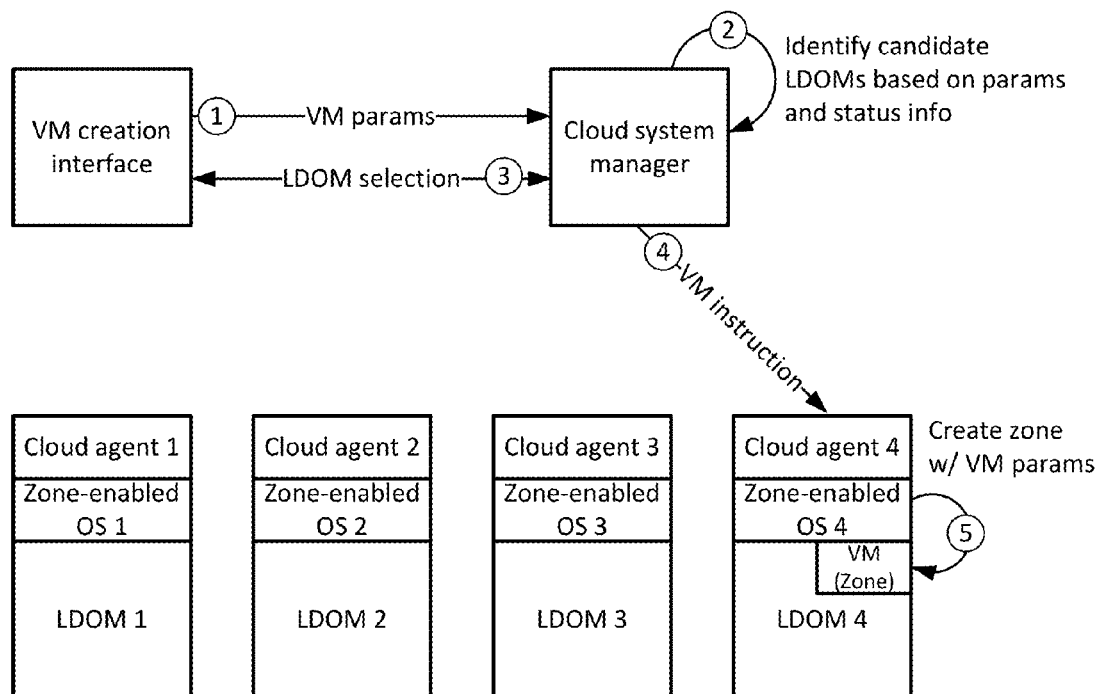 VM creation
interface
1
VM params
LDOM selection
3
Cloud system
manager
2
Identify candidate
LDOMs based on params
and status info
4
VM instruction
Cloud agent 1
Zone-enabled
OS 1
LDOM 1
Cloud agent 2
Zone-enabled
OS 2
LDOM 2
Cloud agent 3
Zone-enabled
OS 3
LDOM 3
Cloud agent 4
Zone-enabled
OS 4
VM
(Zone)
LDOM 4
Create zone
w/ VM params
5